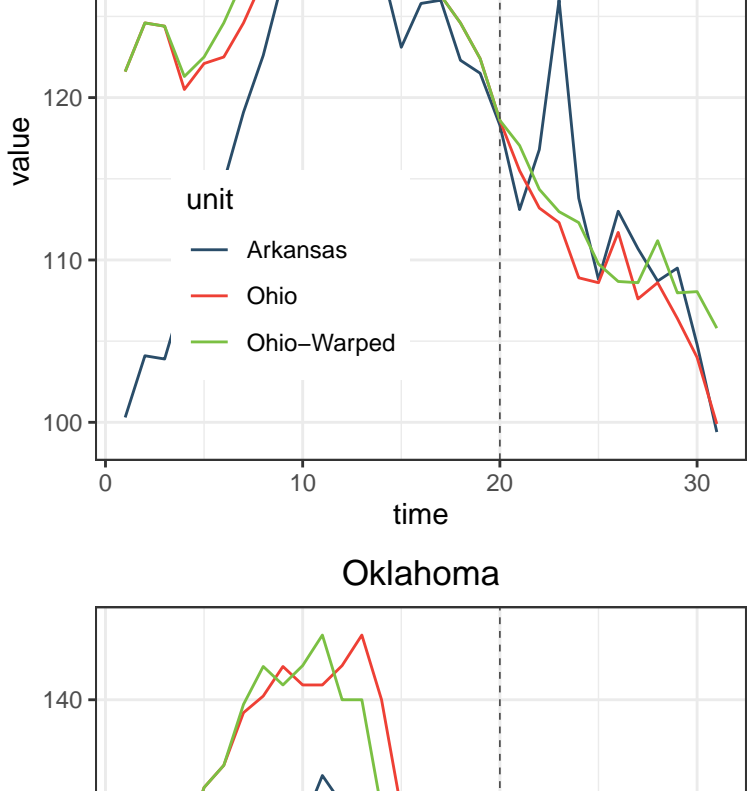 120
value
unit
Arkansas
110
Ohio
Ohio−Warped
100
0 10 20 30
time
Oklahoma
140